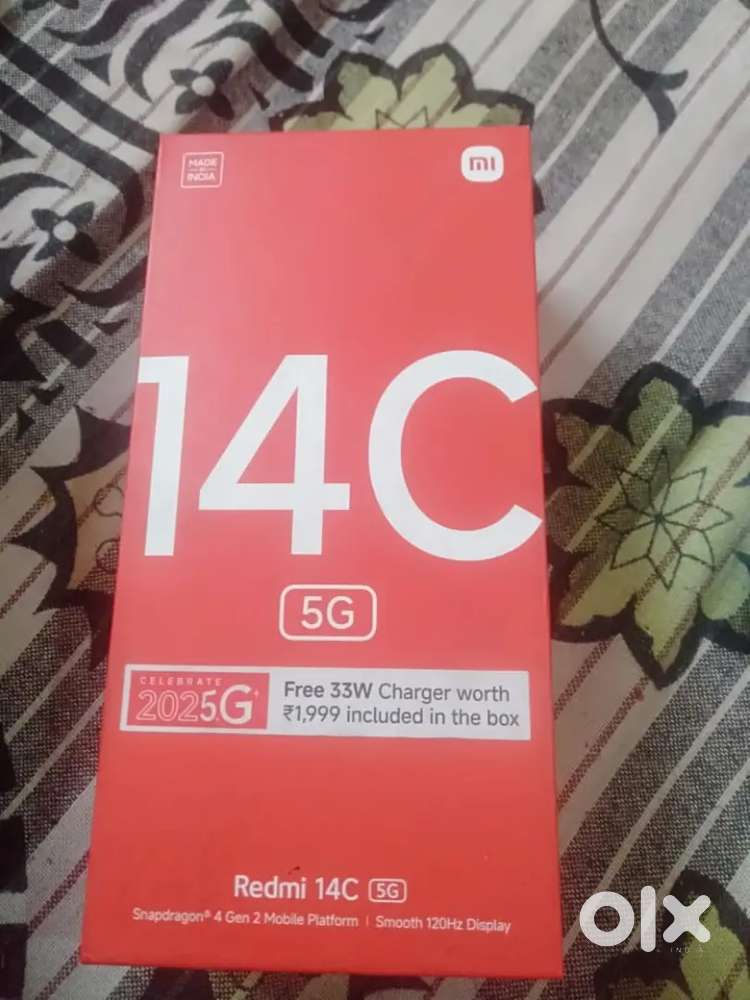 MADE
IN
INDIA
mi
14C
5G
CELEBRATE
2025G+
Free 33W Charger worth
₹1,999 included in the box
Redmi 14C 5G
Snapdragon® 4 Gen 2 Mobile Platform | Smooth 120Hz Display
olx
INDIA